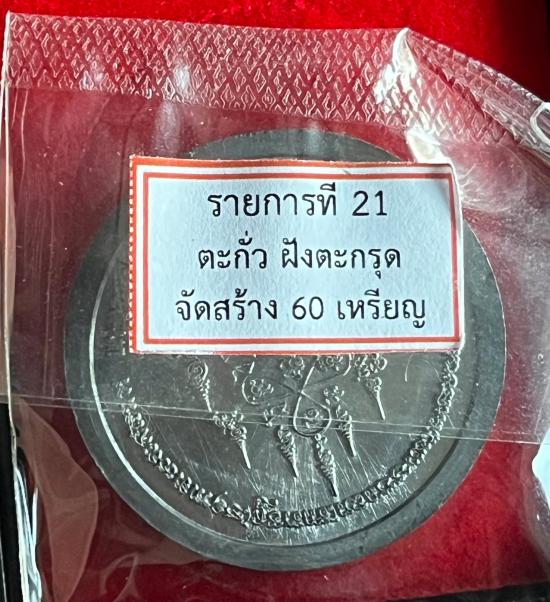 รายการที่ 21
ตะกั่ว ฝังตะกรุด
จัดสร้าง 60 เหรียญ